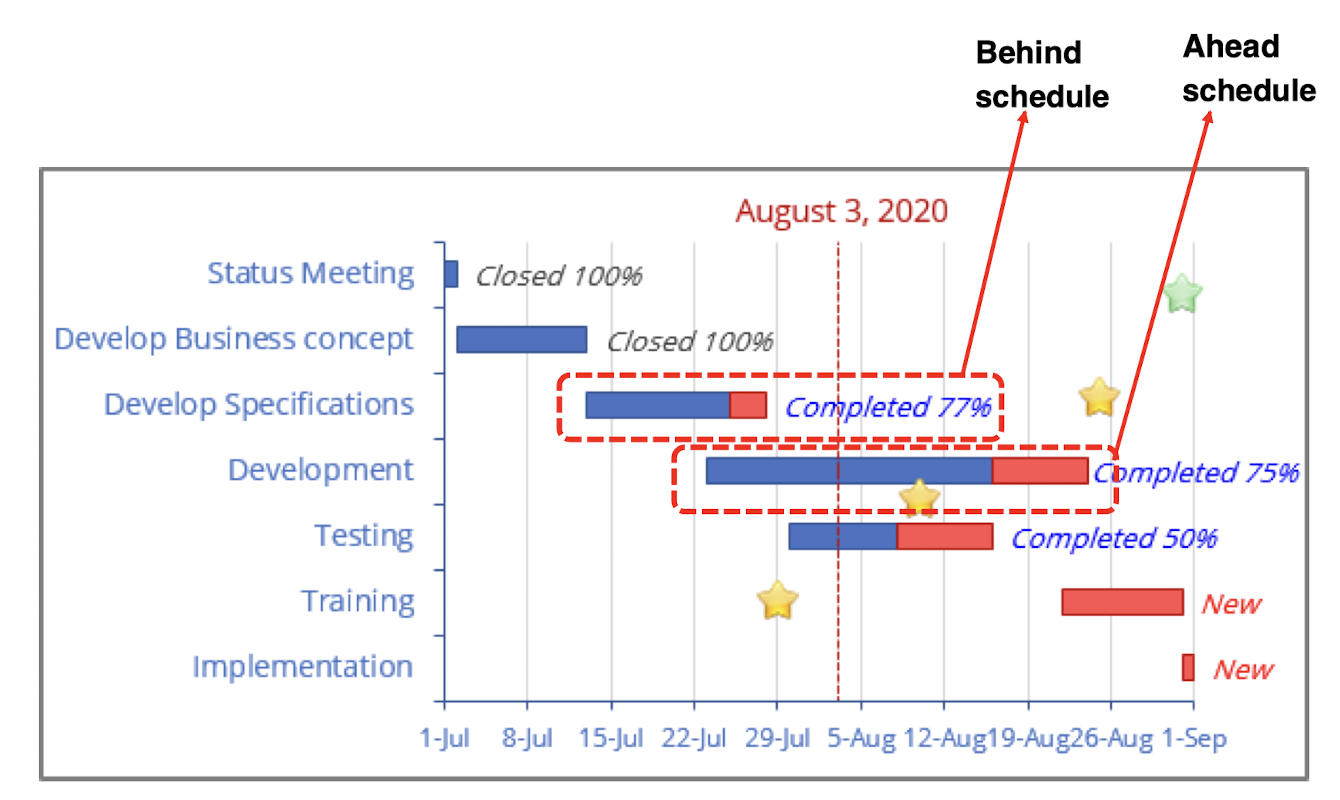 Behind
schedule
Ahead
schedule
August 3, 2020
Status Meeting
Closed 100%
Develop Business concept
Closed 100%
Develop Specifications
Completed 77%
Development
Completed 75%
Testing
Completed 50%
Training
New
Implementation
New
1-Jul 8-Jul 15-Jul 22-Jul 29-Jul 5-Aug 12-Aug 19-Aug 26-Aug 1-Sep